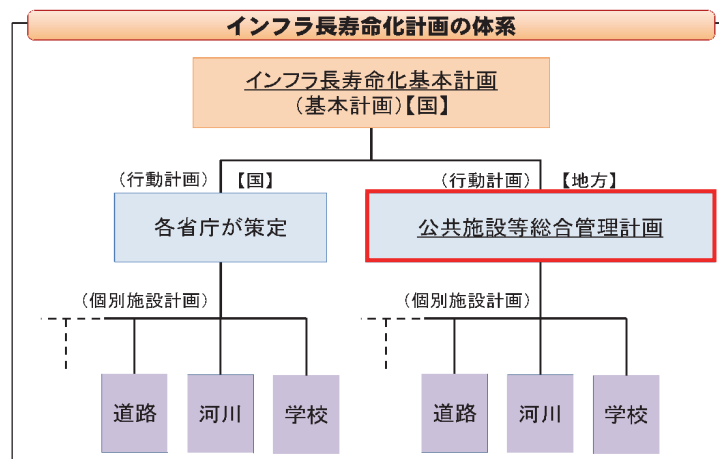 インフラ長寿命化計画の体系
インフラ長寿命化基本計画
(基本計画)【国】
(行動計画) 【国】
(行動計画) 【地方】
各省庁が策定
公共施設等総合管理計画
(個別施設計画)
(個別施設計画)
道路
河川
学校
道路
河川
学校